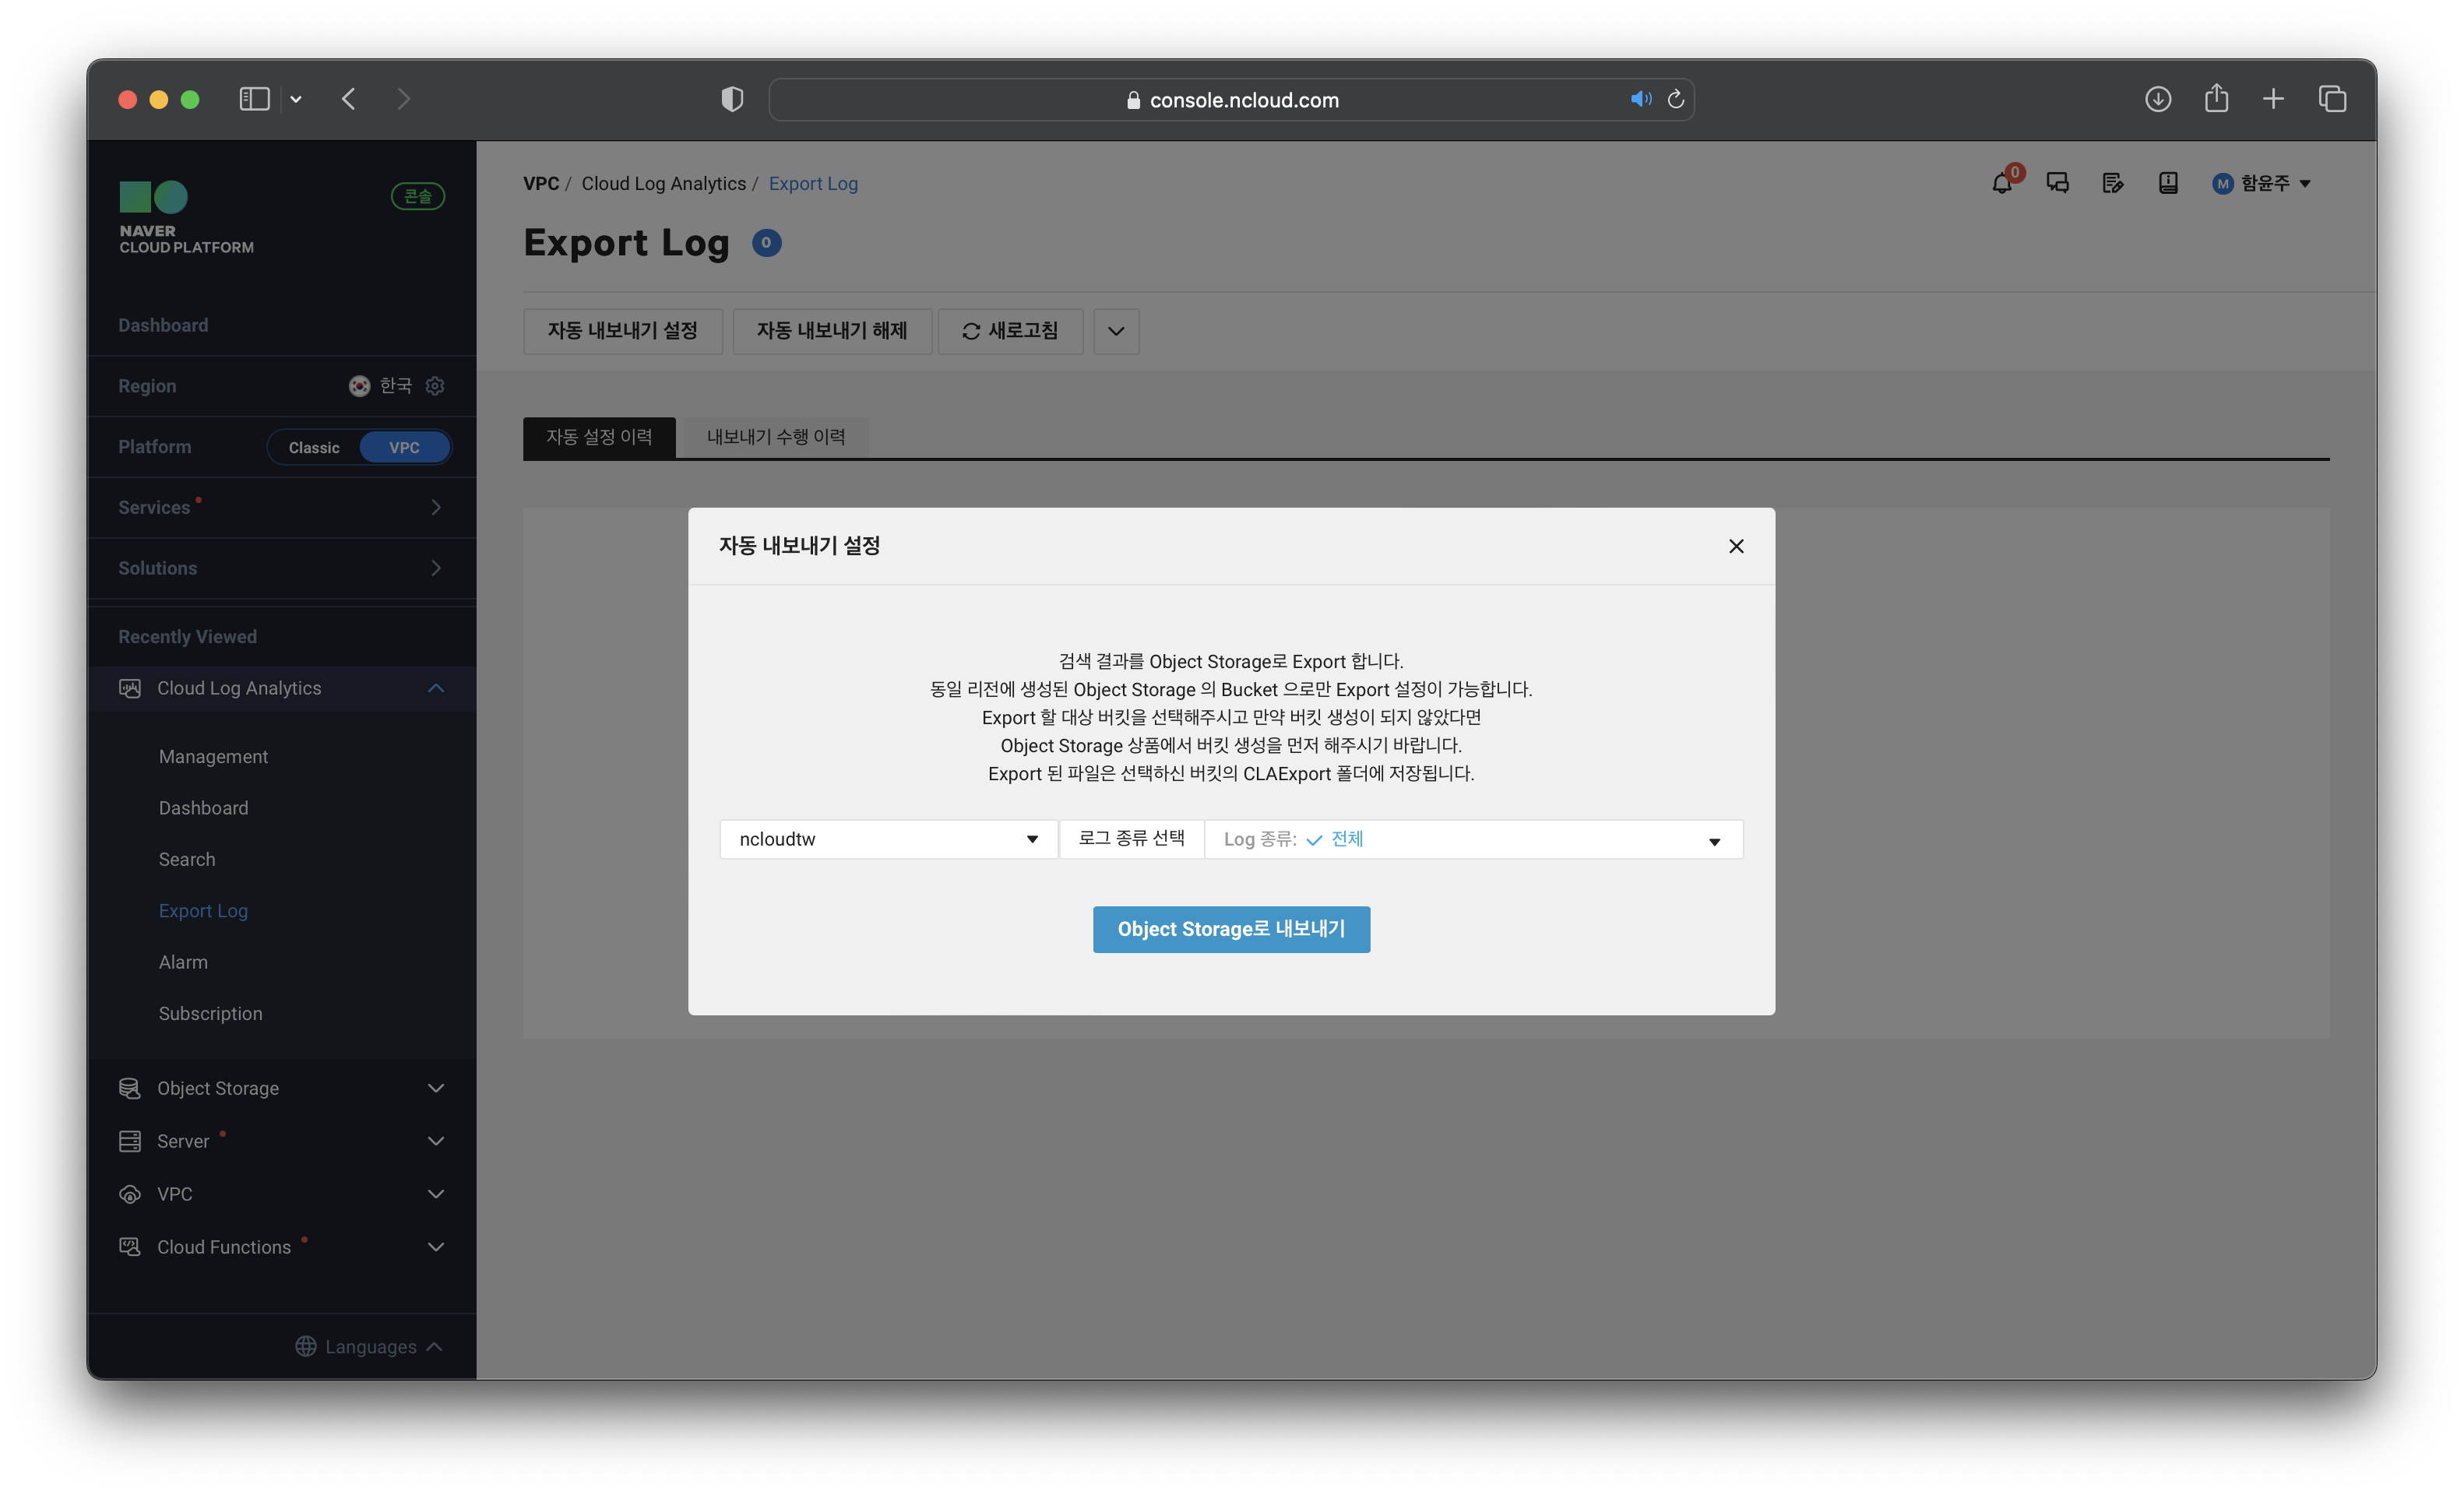 console.ncloud.com
NAVER
CLOUD PLATFORM
콘솔
Dashboard
Region
한국
Platform
Classic
VPC
Services
Solutions
Recently Viewed
Cloud Log Analytics
Management
Dashboard
Search
Export Log
Alarm
Subscription
Object Storage
Server
VPC
Cloud Functions
Languages
VPC / Cloud Log Analytics / Export Log
0
M 함윤주
Export Log 0
자동 내보내기 설정
자동 내보내기 해제
새로고침
자동 설정 이력
내보내기 수행 이력
자동 내보내기 설정
검색 결과를 Object Storage로 Export 합니다.
동일 리전에 생성된 Object Storage 의 Bucket 으로만 Export 설정이 가능합니다.
Export 할 대상 버킷을 선택해주시고 만약 버킷 생성이 되지 않았다면
Object Storage 상품에서 버킷 생성을 먼저 해주시기 바랍니다.
Export 된 파일은 선택하신 버킷의 CLAExport 폴더에 저장됩니다.
ncloudtw
로그 종류 선택
Log 종류: 전체
Object Storage로 내보내기